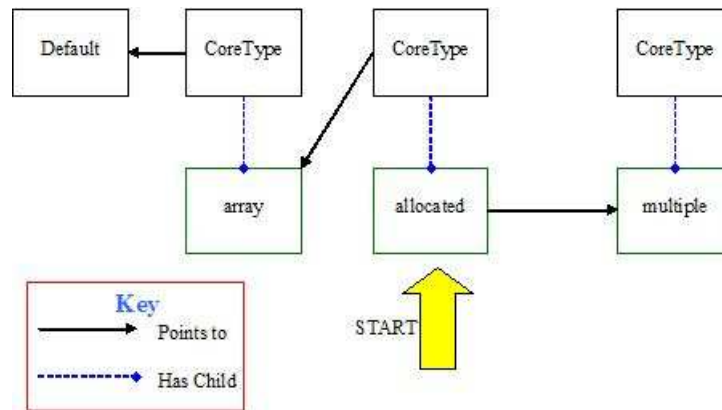 Default
CoreType
CoreType
CoreType
array
allocated
multiple
Key
Points to
Has Child
START